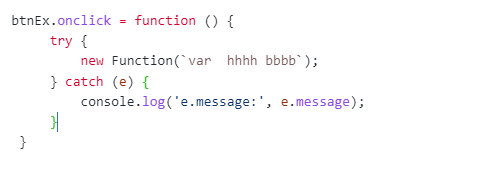 btnEx.onclick = function () {
try {
new Function(`var  hhhh bbbb`);
} catch (e) {
console.log('e.message:', e.message);
}
}